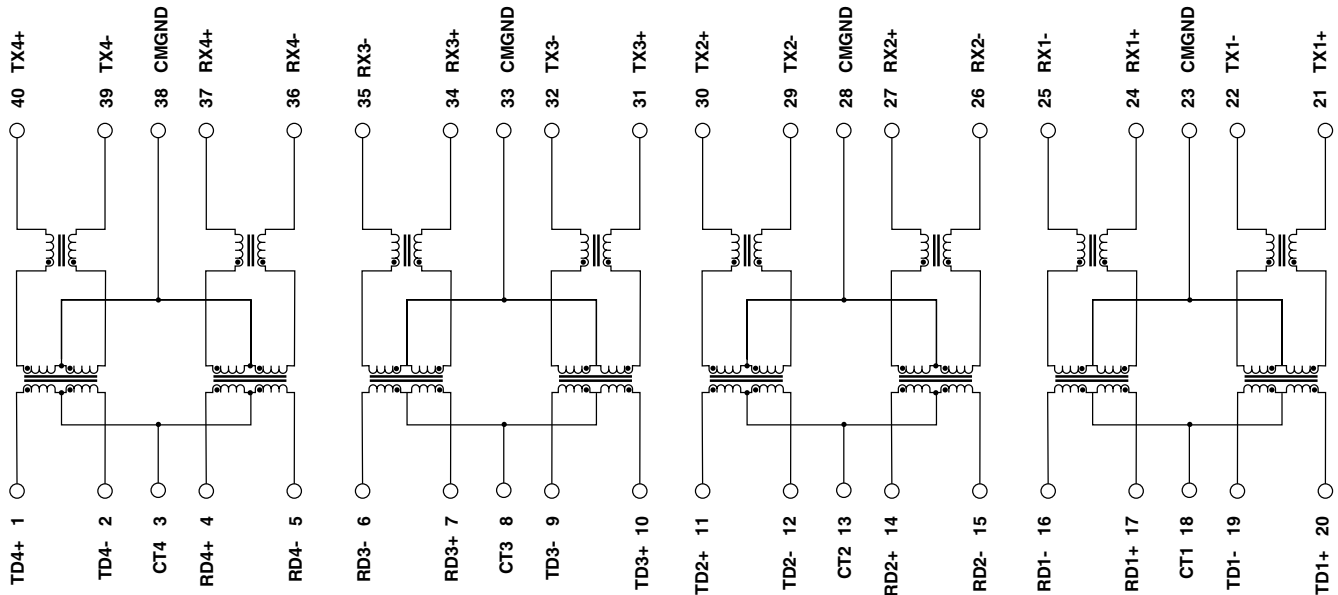 40 TX4+
39 TX4-
38 CMGND
37 RX4+
36 RX4-
35 RX3-
34 RX3+
33 CMGND
32 TX3-
31 TX3+
30 TX2+
29 TX2-
28 CMGND
27 RX2+
26 RX2-
25 RX1-
24 RX1+
23 CMGND
22 TX1-
21 TX1+
TD4+ 1
TD4- 2
CT4 3
RD4+ 4
RD4- 5
RD3- 6
RD3+ 7
CT3 8
TD3- 9
TD3+ 10
TD2+ 11
TD2- 12
CT2 13
RD2+ 14
RD2- 15
RD1- 16
RD1+ 17
CT1 18
TD1- 19
TD1+ 20